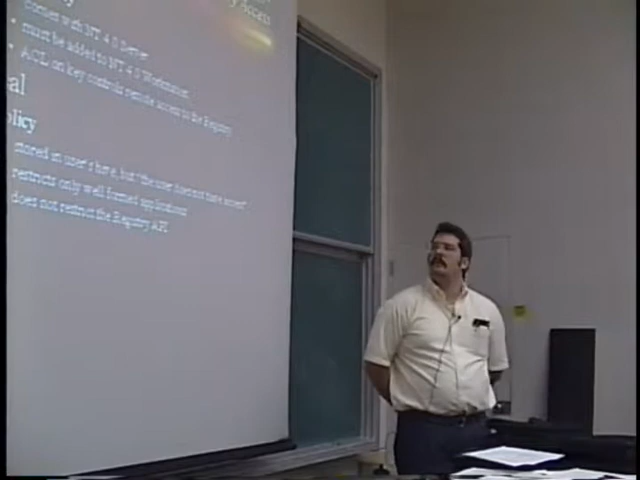 Access
comes with NT 4.0 Server
must be added to NT 4.0 Workstation
ACL on key controls remote access to the Registry
al
olicy
stored in user's hive, but "the user does not have access"
restricts only well formed applications
does not restrict the Registry API